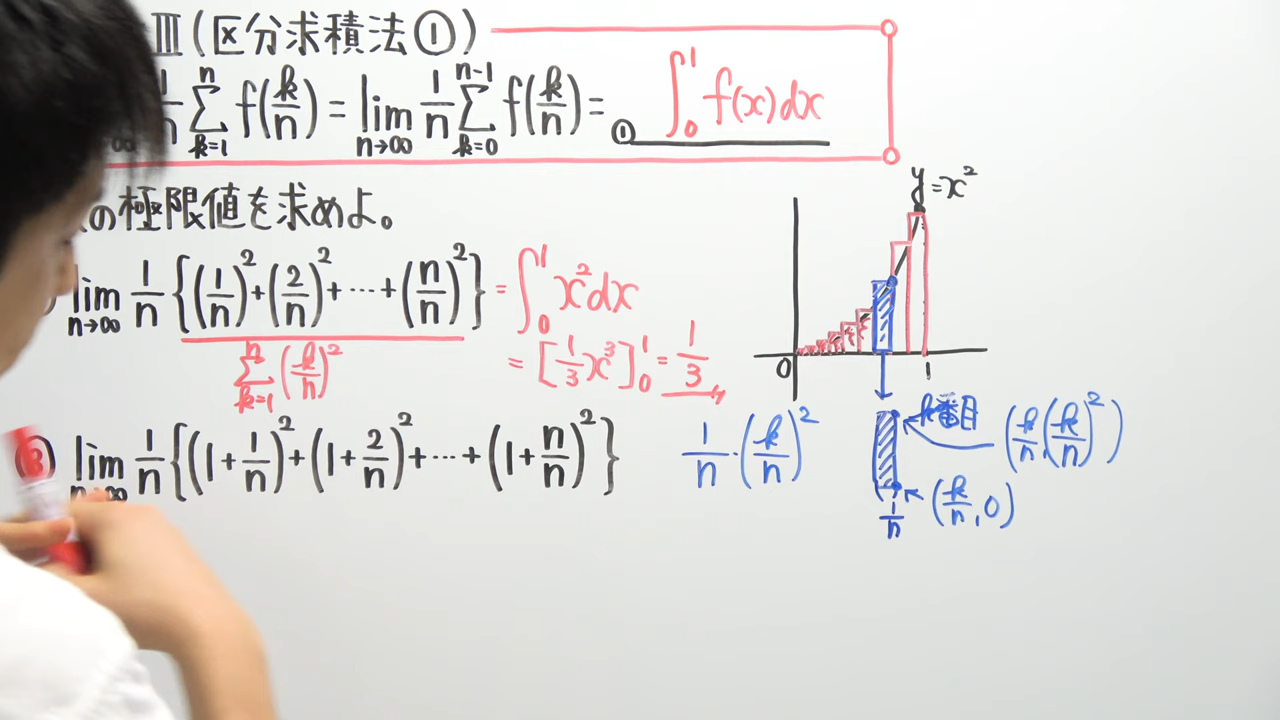 Ⅲ(区分求積法①)
1/n Σ[k=1→n] f(k/n) = lim[n→∞] 1/n Σ[k=0→n-1] f(k/n) = ① ∫₀¹ f(x)dx
の極限値を求めよ。
y=x²
lim[n→∞] 1/n {(1/n)²+(2/n)²+…+(n/n)²} = ∫₀¹ x²dx
Σ[k=1→n] (k/n)²
= [1/3 x³]₀¹ = 1/3
0 1
③ lim[n→∞] 1/n {(1+1/n)²+(1+2/n)²+…+(1+n/n)²}
1/n・(k/n)²
k番目
(k/n, (k/n)²)
1/n
(k/n, 0)